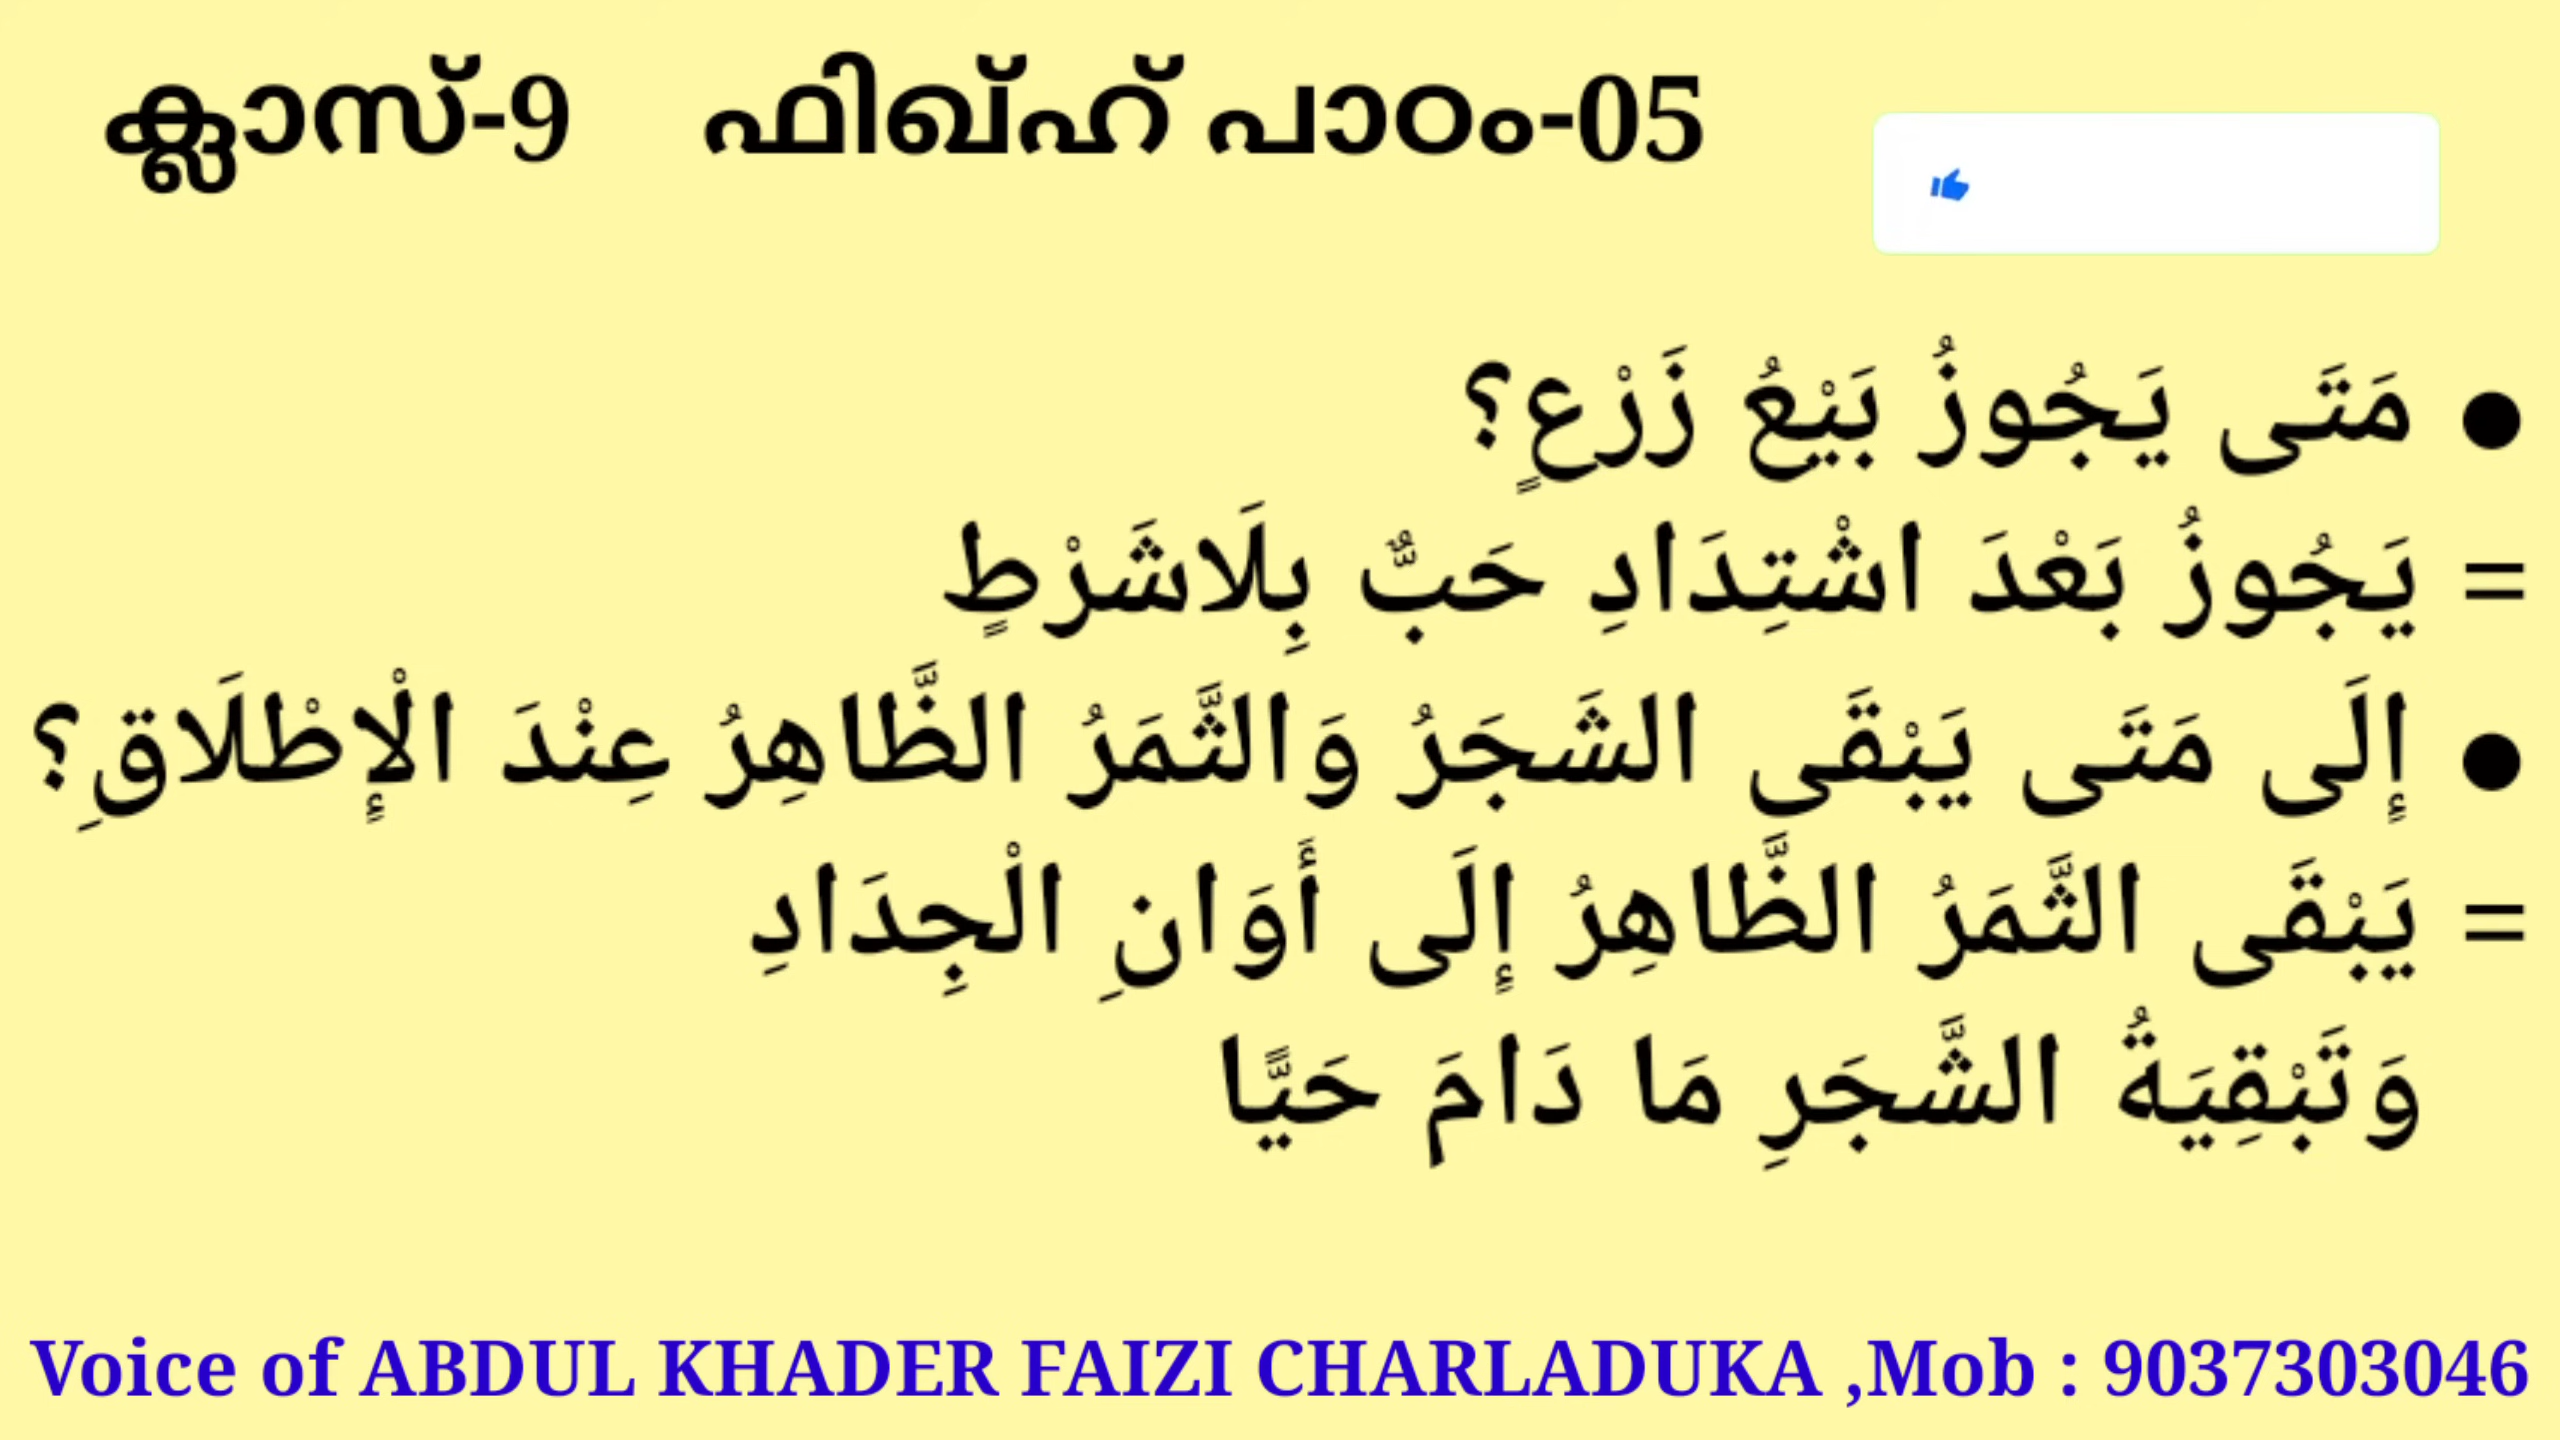 ക്ലാസ്-9 ഫിഖ്ഹ് പാഠം-05
● مَتَى يَجُوزُ بَيْعُ زَرْعٍ؟
= يَجُوزُ بَعْدَ اشْتِدَادِ حَبٌّ بِلَاشَرْطٍ
● إِلَى مَتَى يَبْقَى الشَجَرُ وَالثَّمَرُ الظَّاهِرُ عِنْدَ الْإِطْلَاقِ؟
= يَبْقَى الثَّمَرُ الظَّاهِرُ إِلَى أَوَانِ الْجِدَادِ
وَتَبْقِيَةُ الشَّجَرِ مَا دَامَ حَيًّا
Voice of ABDUL KHADER FAIZI CHARLADUKA ,Mob : 9037303046